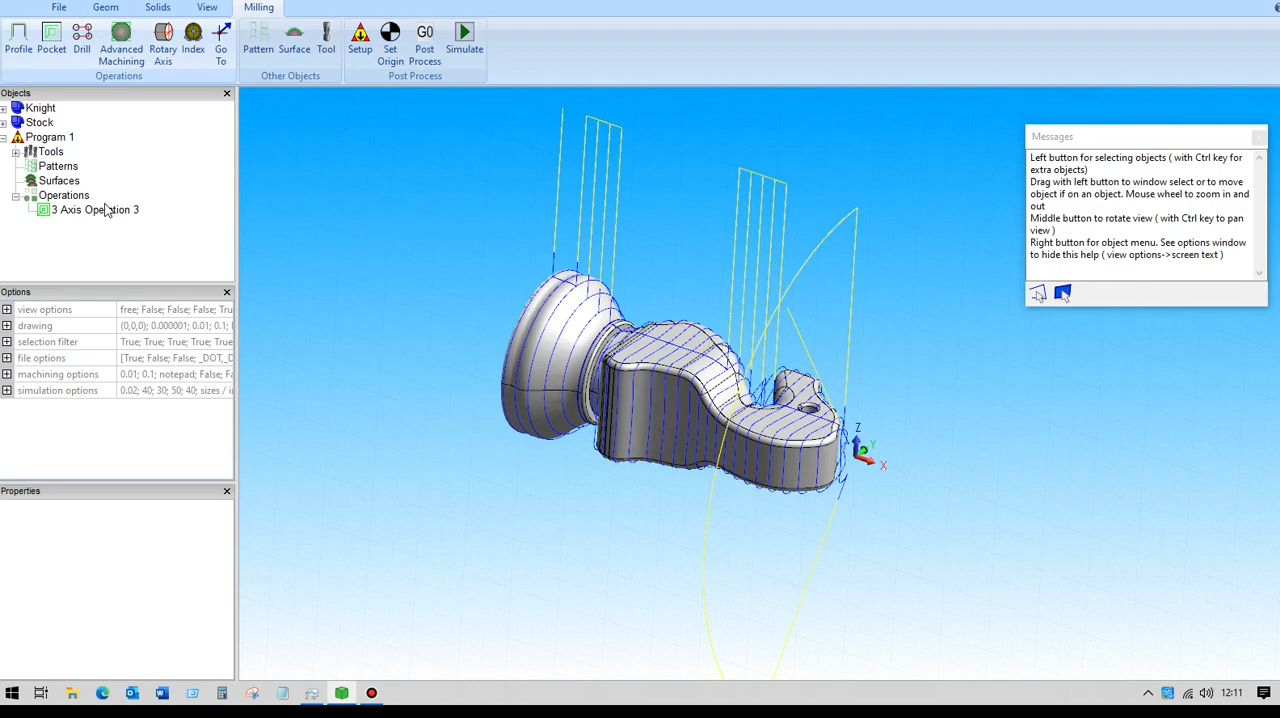 File Geom Solids View Milling
Profile Pocket Drill Advanced Machining Rotary Axis Index Go To
Operations
Pattern Surface Tool
Other Objects
Setup Set Origin G0 Post Process Simulate
Post Process
Objects
Knight
Stock
Program 1
Tools
Patterns
Surfaces
Operations
3 Axis Operation 3
Options
view options free; False; False; Tru
drawing (0,0,0); 0.000001; 0.01; 0.1;
selection filter True; True; True; True; True;
file options [True; False; False; _DOT,_D
machining options 0.01; 0.1; notepad; False; Fa
simulation options 0.02; 40; 30; 50; 40; sizes / i
Properties
Messages
Left button for selecting objects ( with Ctrl key for
extra objects)
Drag with left button to window select or to move
object if on an object. Mouse wheel to zoom in and
out
Middle button to rotate view ( with Ctrl key to pan
view )
Right button for object menu. See options window
to hide this help ( view options->screen text )
Z
Y
X
12:11